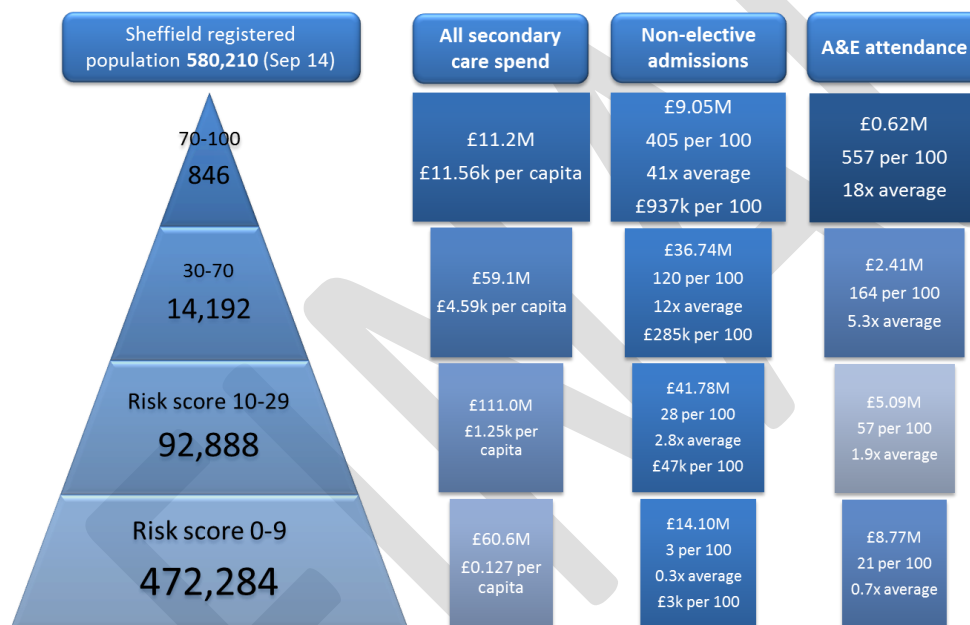 Sheffield registered
population 580,210 (Sep 14)
All secondary
care spend
Non-elective
admissions
A&E attendance
70-100
846
£11.2M
£11.56k per capita
£9.05M
405 per 100
41x average
£937k per 100
£0.62M
557 per 100
18x average
30-70
14,192
£59.1M
£4.59k per capita
£36.74M
120 per 100
12x average
£285k per 100
£2.41M
164 per 100
5.3x average
Risk score 10-29
92,888
£111.0M
£1.25k per
capita
£41.78M
28 per 100
2.8x average
£47k per 100
£5.09M
57 per 100
1.9x average
Risk score 0-9
472,284
£60.6M
£0.127 per
capita
£14.10M
3 per 100
0.3x average
£3k per 100
£8.77M
21 per 100
0.7x average